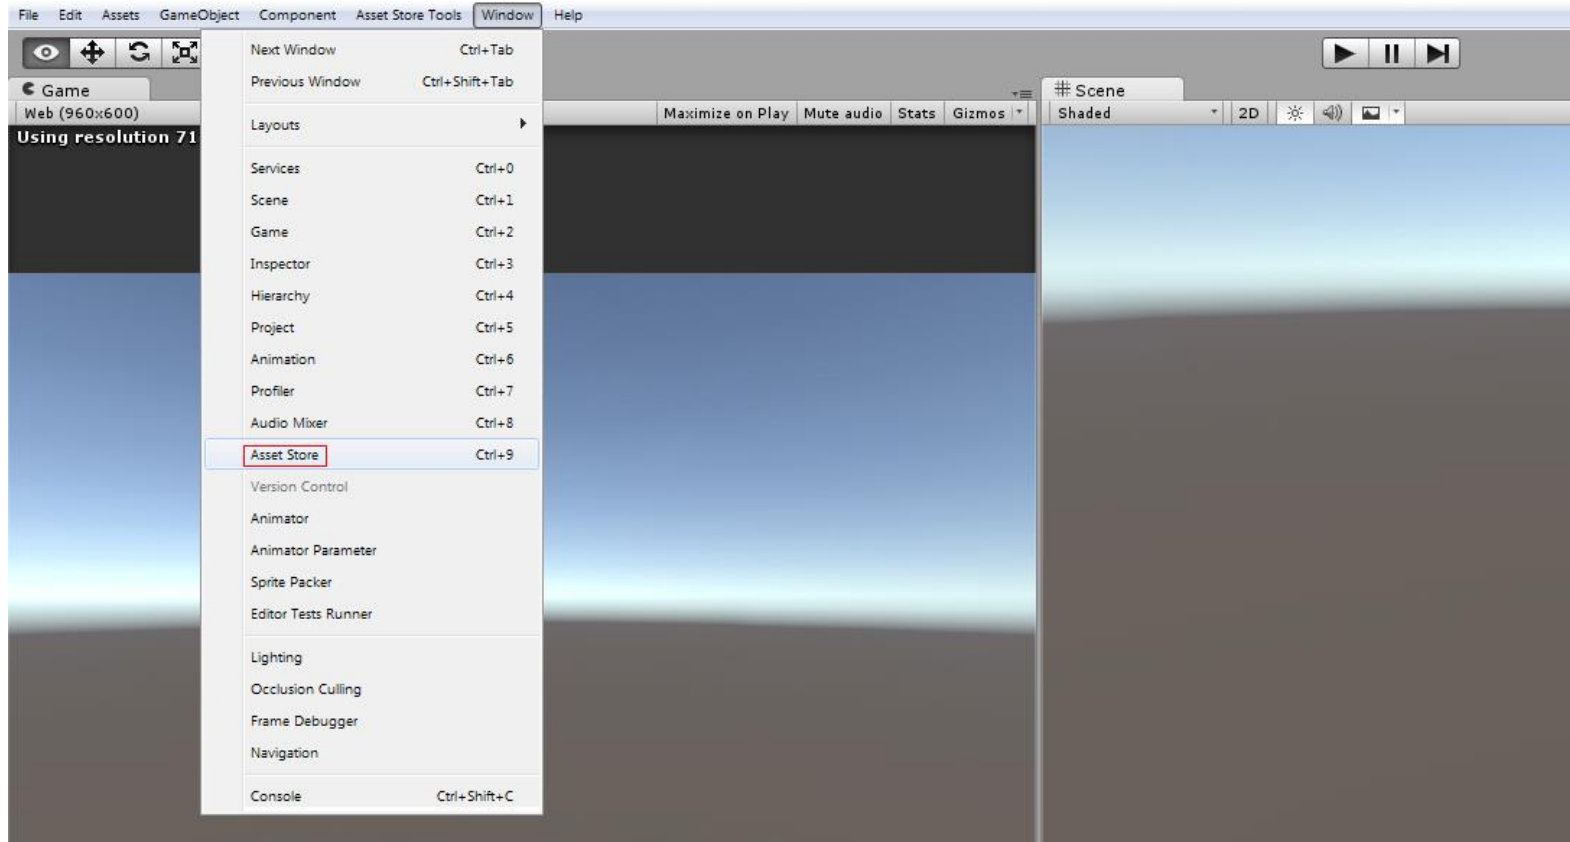 File Edit Assets GameObject Component Asset Store Tools Window Help
Game
Web (960x600)
Maximize on Play Mute audio Stats Gizmos
Using resolution 71
Next Window Ctrl+Tab
Previous Window Ctrl+Shift+Tab
Layouts
Services Ctrl+0
Scene Ctrl+1
Game Ctrl+2
Inspector Ctrl+3
Hierarchy Ctrl+4
Project Ctrl+5
Animation Ctrl+6
Profiler Ctrl+7
Audio Mixer Ctrl+8
Asset Store Ctrl+9
Version Control
Animator
Animator Parameter
Sprite Packer
Editor Tests Runner
Lighting
Occlusion Culling
Frame Debugger
Navigation
Console Ctrl+Shift+C
Scene
Shaded 2D